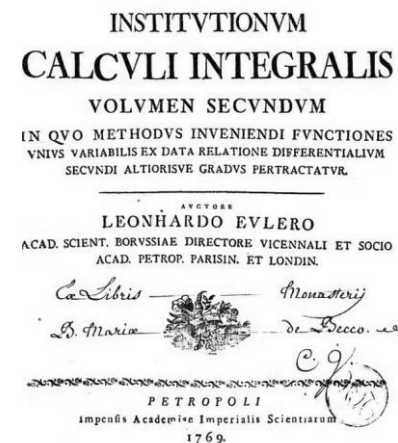 INSTITVTIONVM
CALCVLI INTEGRALIS
VOLVMEN SECVNDVM
IN QVO METHODVS INVENIENDI FVNCTIONES
VNIVS VARIABILIS EX DATA RELATIONE DIFFERENTIALIVM
SECVNDI ALTIORISVE GRADVS PERTRACTATVR.
AVCTORE
LEONHARDO EVLERO
ACAD. SCIENT. BORVSSIAE DIRECTORE VICENNALI ET SOCIO
ACAD. PETROP. PARISIN. ET LONDIN.
Ex Libris Monasterij
B. Mariæ de Becco.
C. V.
PETROPOLI
Impensis Academiae Imperialis Scientiarum
1769.